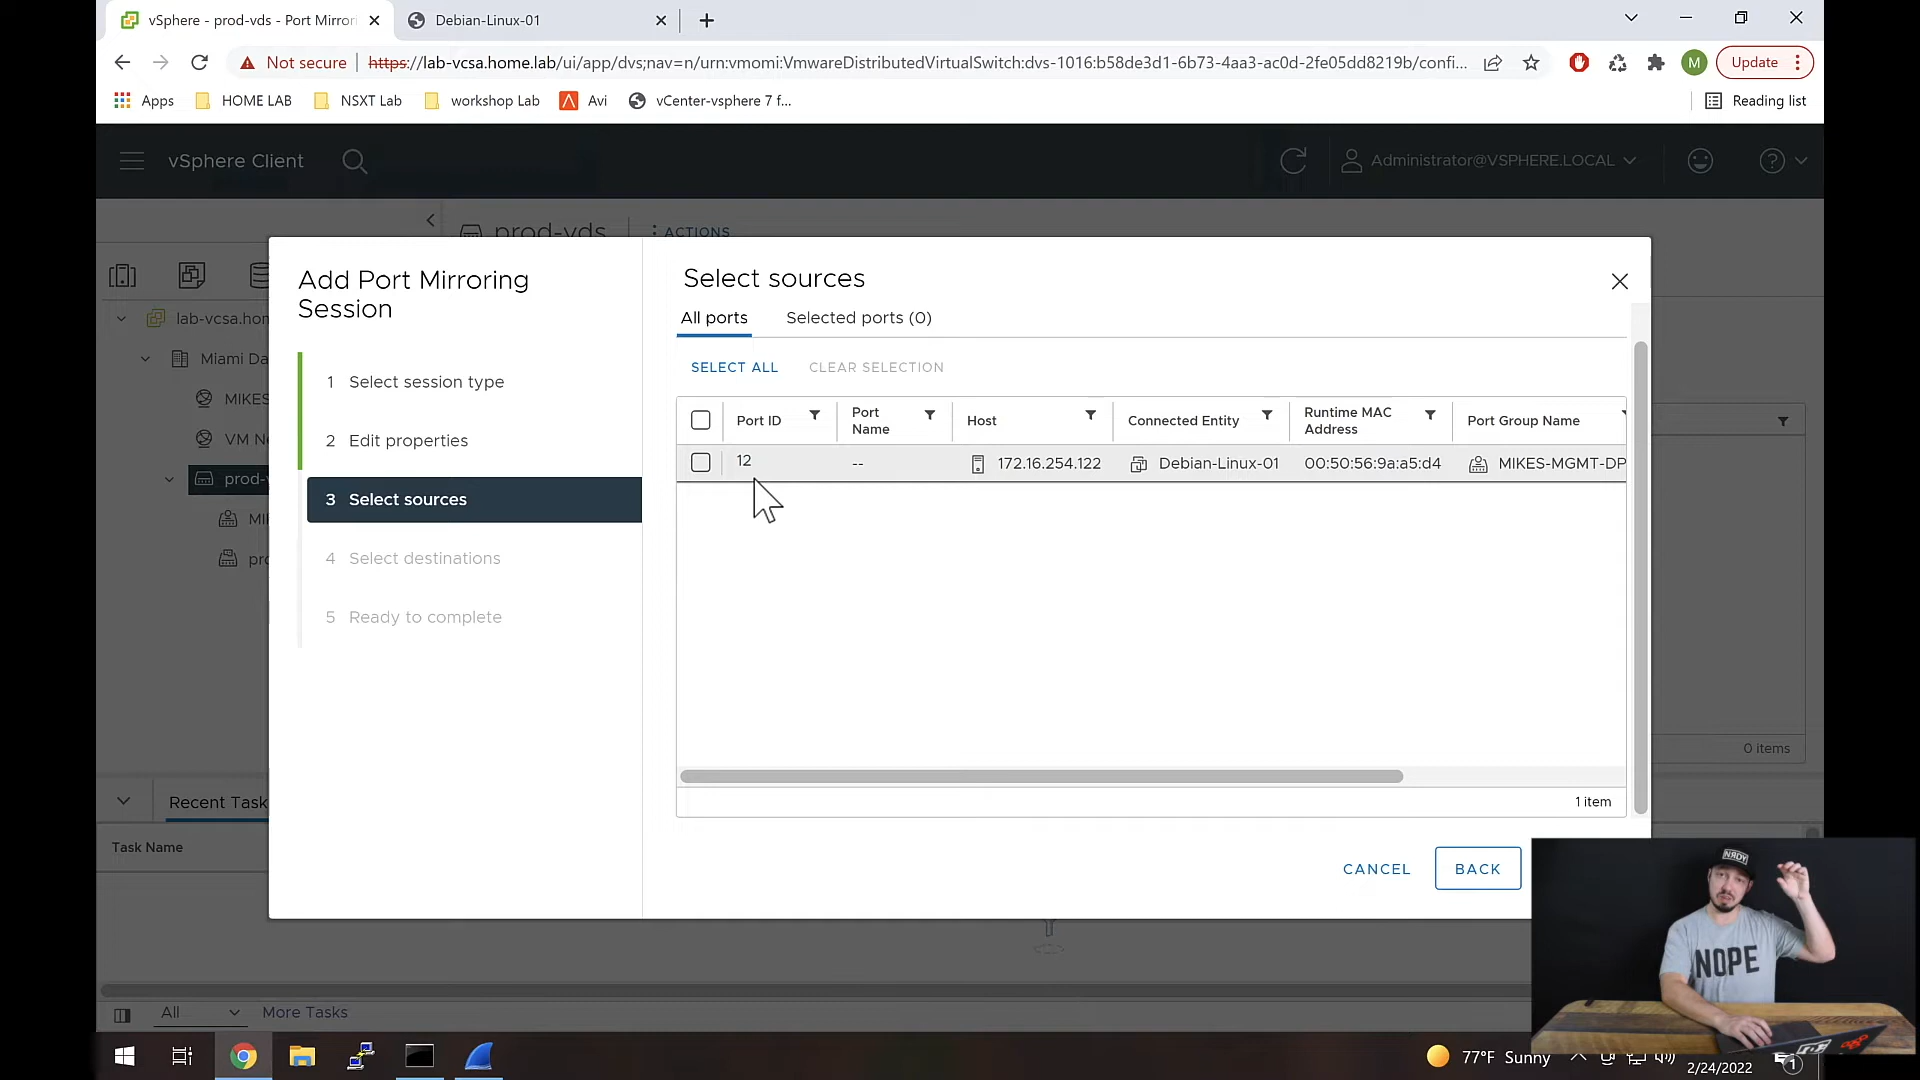 vSphere - prod-vds - Port Mirror
Debian-Linux-01
Not secure
https://lab-vcsa.home.lab/ui/app/dvs;nav=n/urn:vmomi:VmwareDistributedVirtualSwitch:dvs-1016:b58de3d1-6b73-4aa3-ac0d-2fe05dd8219b/confi...
M
Update
Apps
HOME LAB
NSXT Lab
workshop Lab
Avi
vCenter-vsphere 7 f...
Reading list
vSphere Client
Administrator@VSPHERE.LOCAL
prod-vds
ACTIONS
lab-vcsa.hom
Miami Da
MIKES
VM Ne
prod-v
MI
pro
Add Port Mirroring
Session
1 Select session type
2 Edit properties
3 Select sources
4 Select destinations
5 Ready to complete
Select sources
All ports
Selected ports (0)
SELECT ALL
CLEAR SELECTION
Port ID
Port
Name
Host
Connected Entity
Runtime MAC
Address
Port Group Name
12
--
172.16.254.122
Debian-Linux-01
00:50:56:9a:a5:d4
MIKES-MGMT-DP
1 item
0 items
CANCEL
BACK
Recent Task
Task Name
All
More Tasks
NRDY
NOPE
77°F Sunny
2/24/2022
1